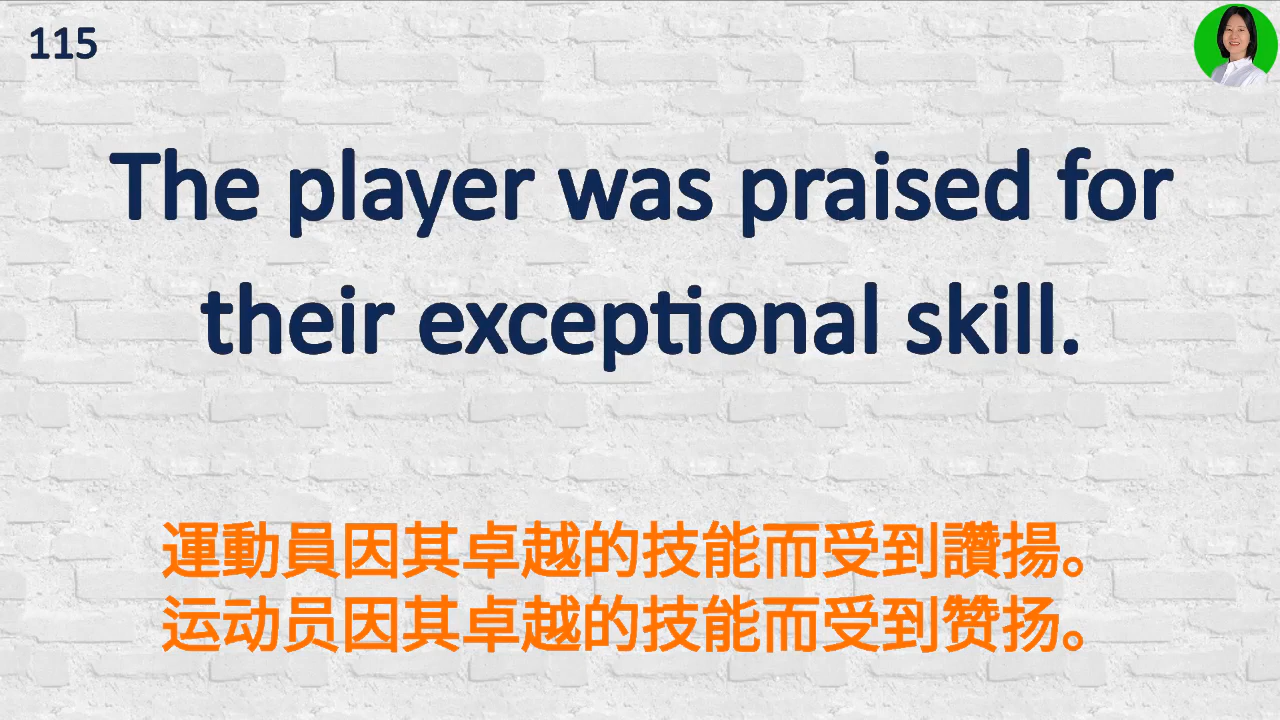 115
The player was praised for
their exceptional skill.
運動員因其卓越的技能而受到讚揚。
运动员因其卓越的技能而受到赞扬。